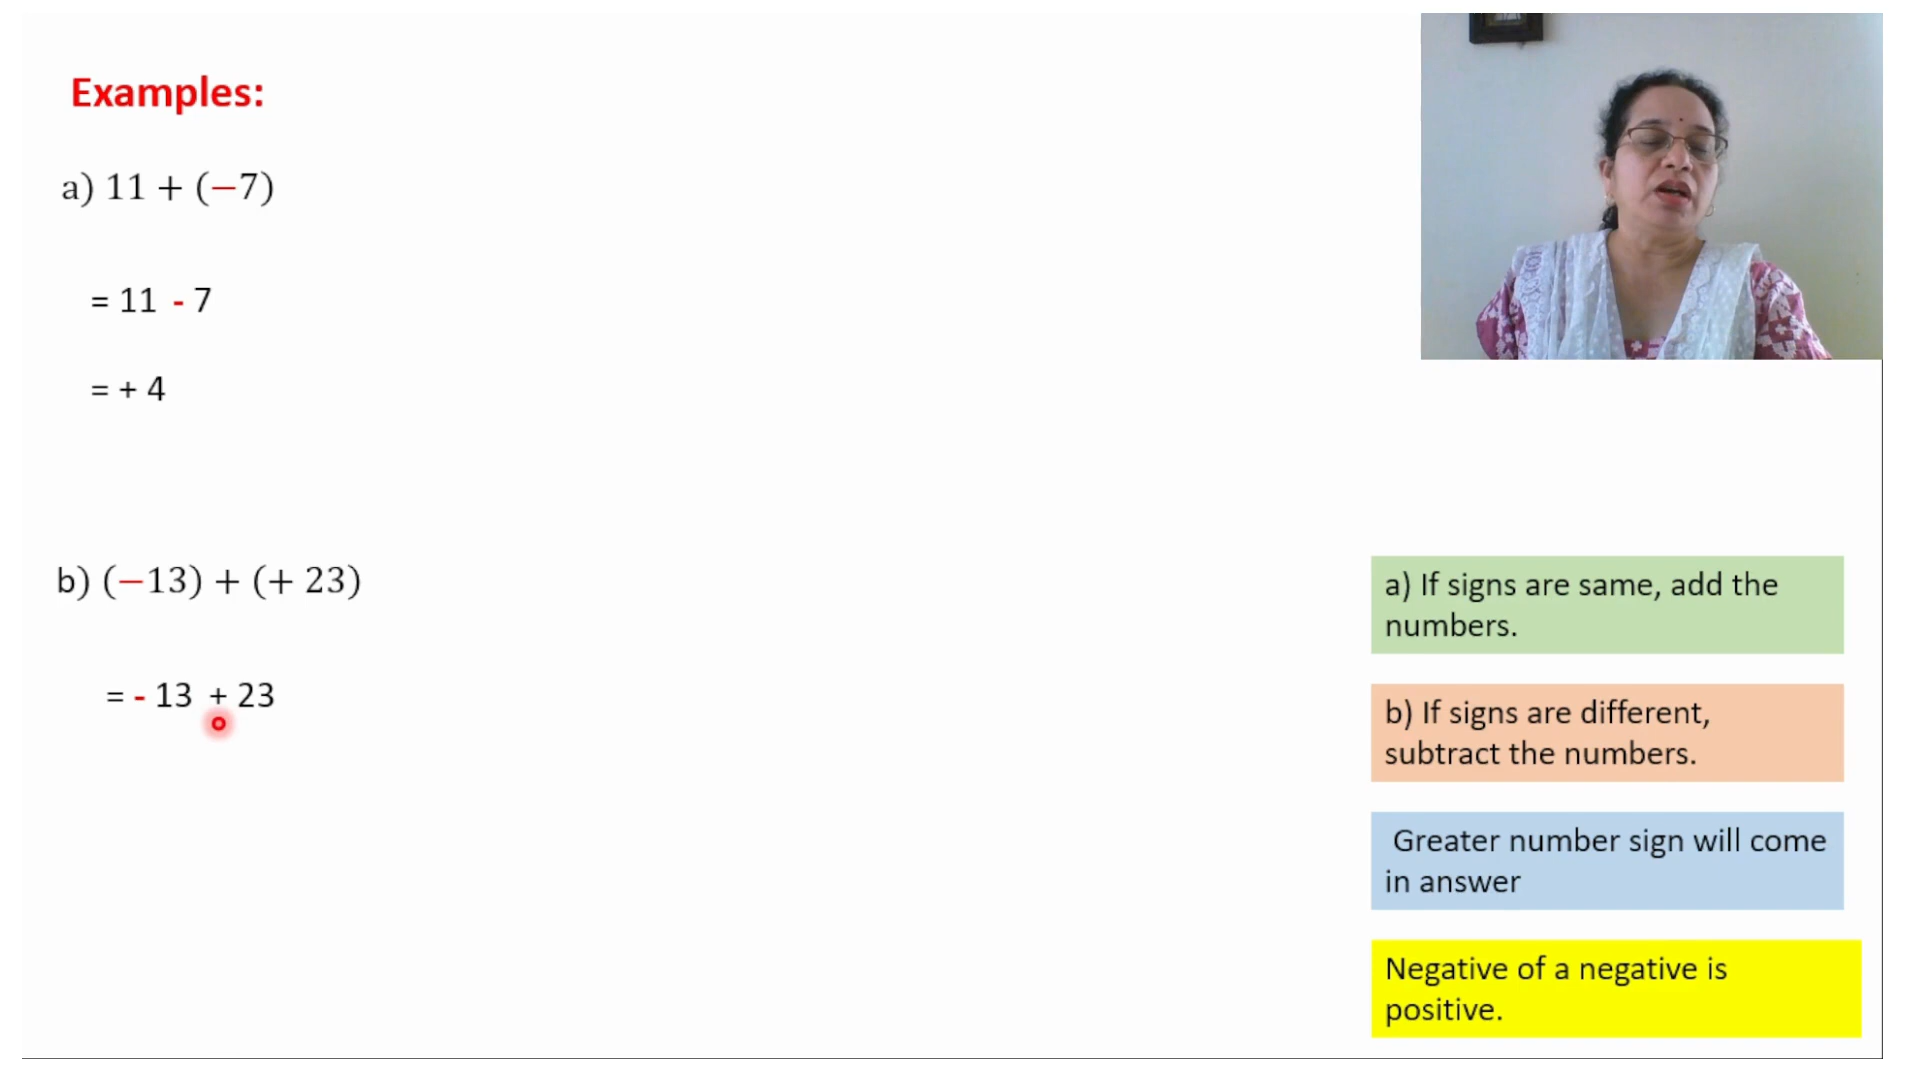 Examples:
a) 11 + (−7)
= 11 - 7
= + 4
b) (−13) + (+ 23)
= - 13 + 23
a) If signs are same, add the
numbers.
b) If signs are different,
subtract the numbers.
Greater number sign will come
in answer
Negative of a negative is
positive.